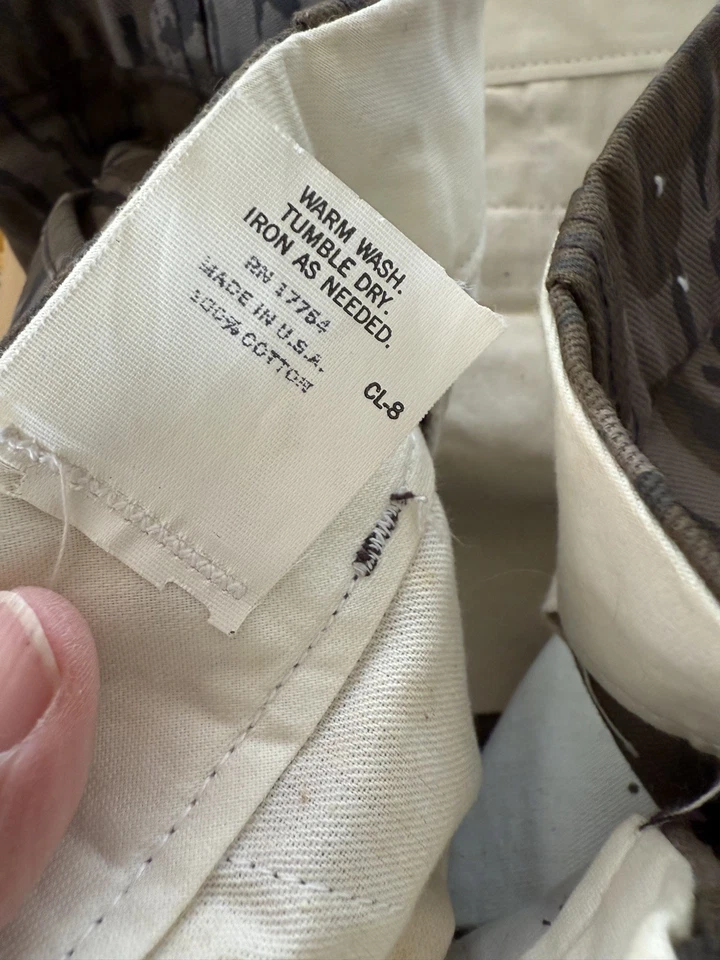 WARM WASH.
TUMBLE DRY.
IRON AS NEEDED.
RN 17754
MADE IN U.S.A.
100% COTTON
CL-8